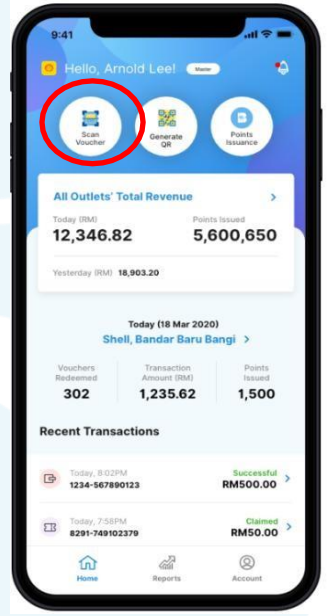 9:41
Hello, Arnold Lee! Master
Scan
Voucher
Generate
QR
Points
Issuance
All Outlets' Total Revenue
Today (RM) Points Issued
12,346.82 5,600,650
Yesterday (RM) 18,903.20
Today (18 Mar 2020)
Shell, Bandar Baru Bangi
Vouchers
Redeemed
Transaction
Amount (RM)
Points
Issued
302 1,235.62 1,500
Recent Transactions
Today, 8:02PM Successful
1234-567890123 RM500.00
Today, 7:58PM Claimed
8291-749102379 RM50.00
Home Reports Account